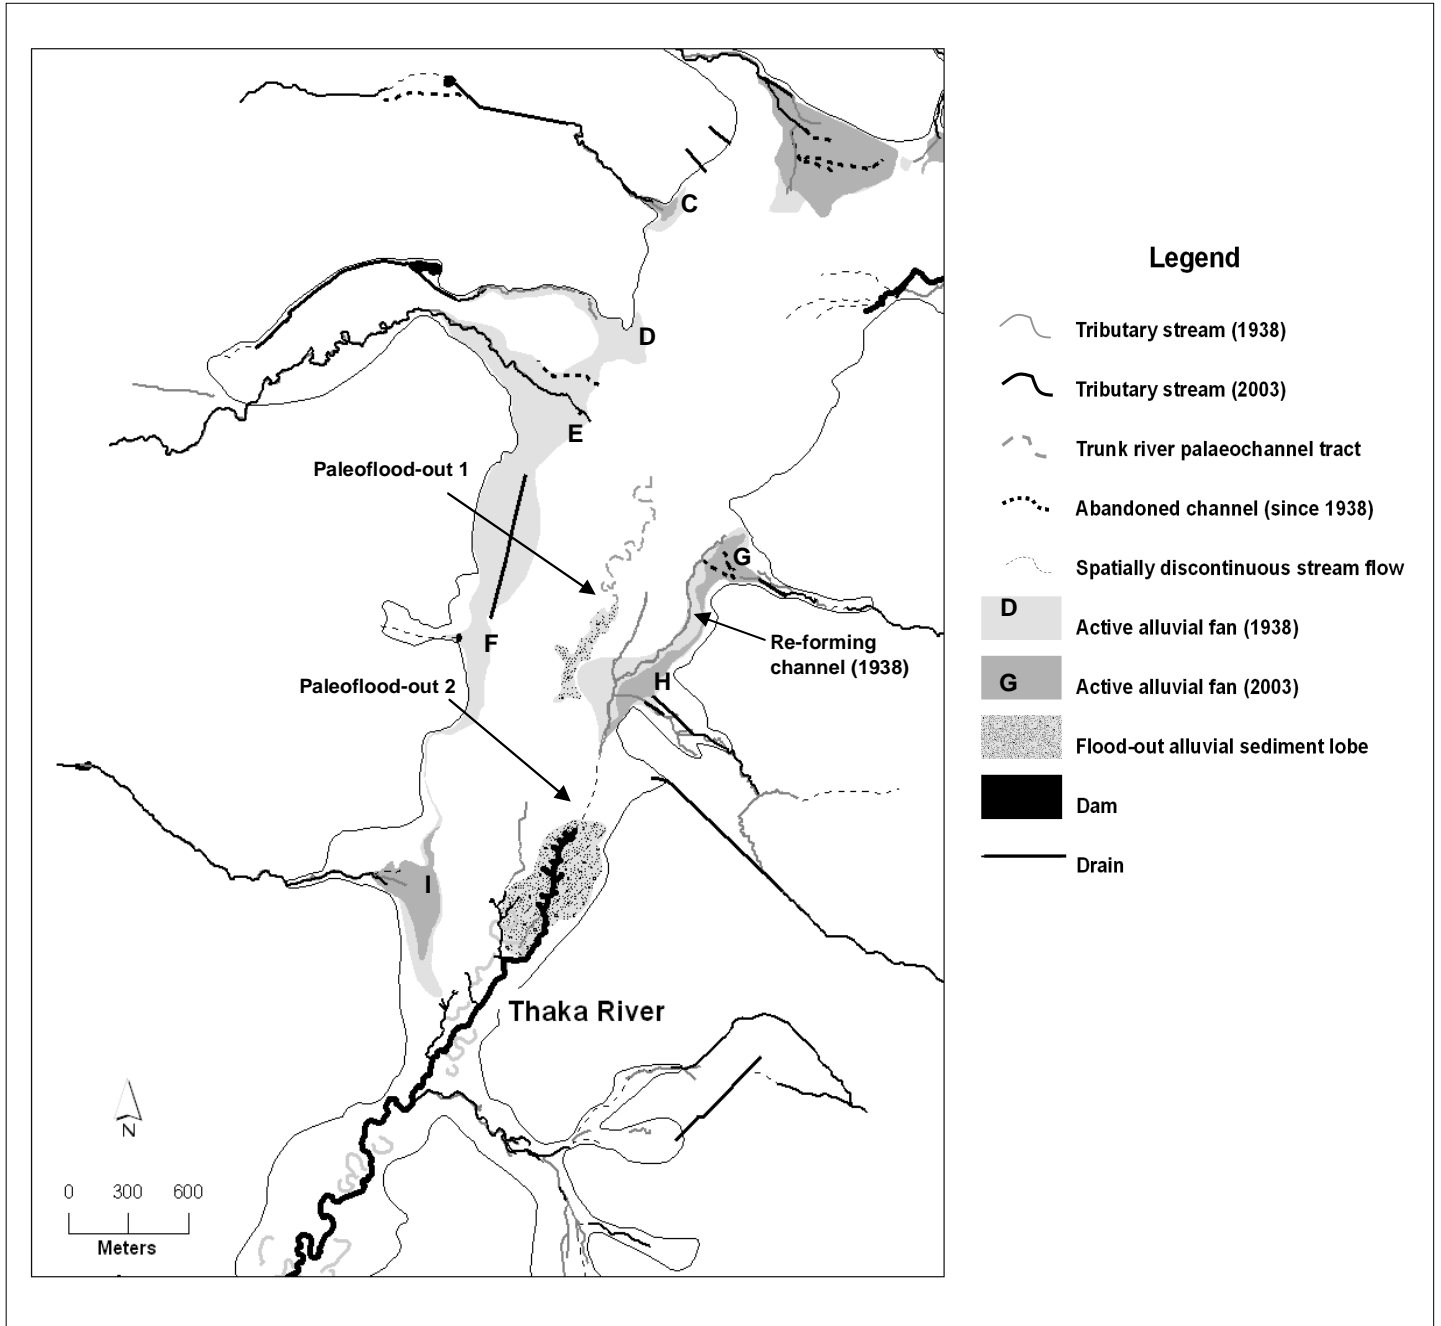 C
D
E
Paleoflood-out 1
G
F
Re-forming
channel (1938)
H
Paleoflood-out 2
I
Thaka River
N
0 300 600
Meters
Legend
Tributary stream (1938)
Tributary stream (2003)
Trunk river palaeochannel tract
Abandoned channel (since 1938)
Spatially discontinuous stream flow
D
Active alluvial fan (1938)
G
Active alluvial fan (2003)
Flood-out alluvial sediment lobe
Dam
Drain